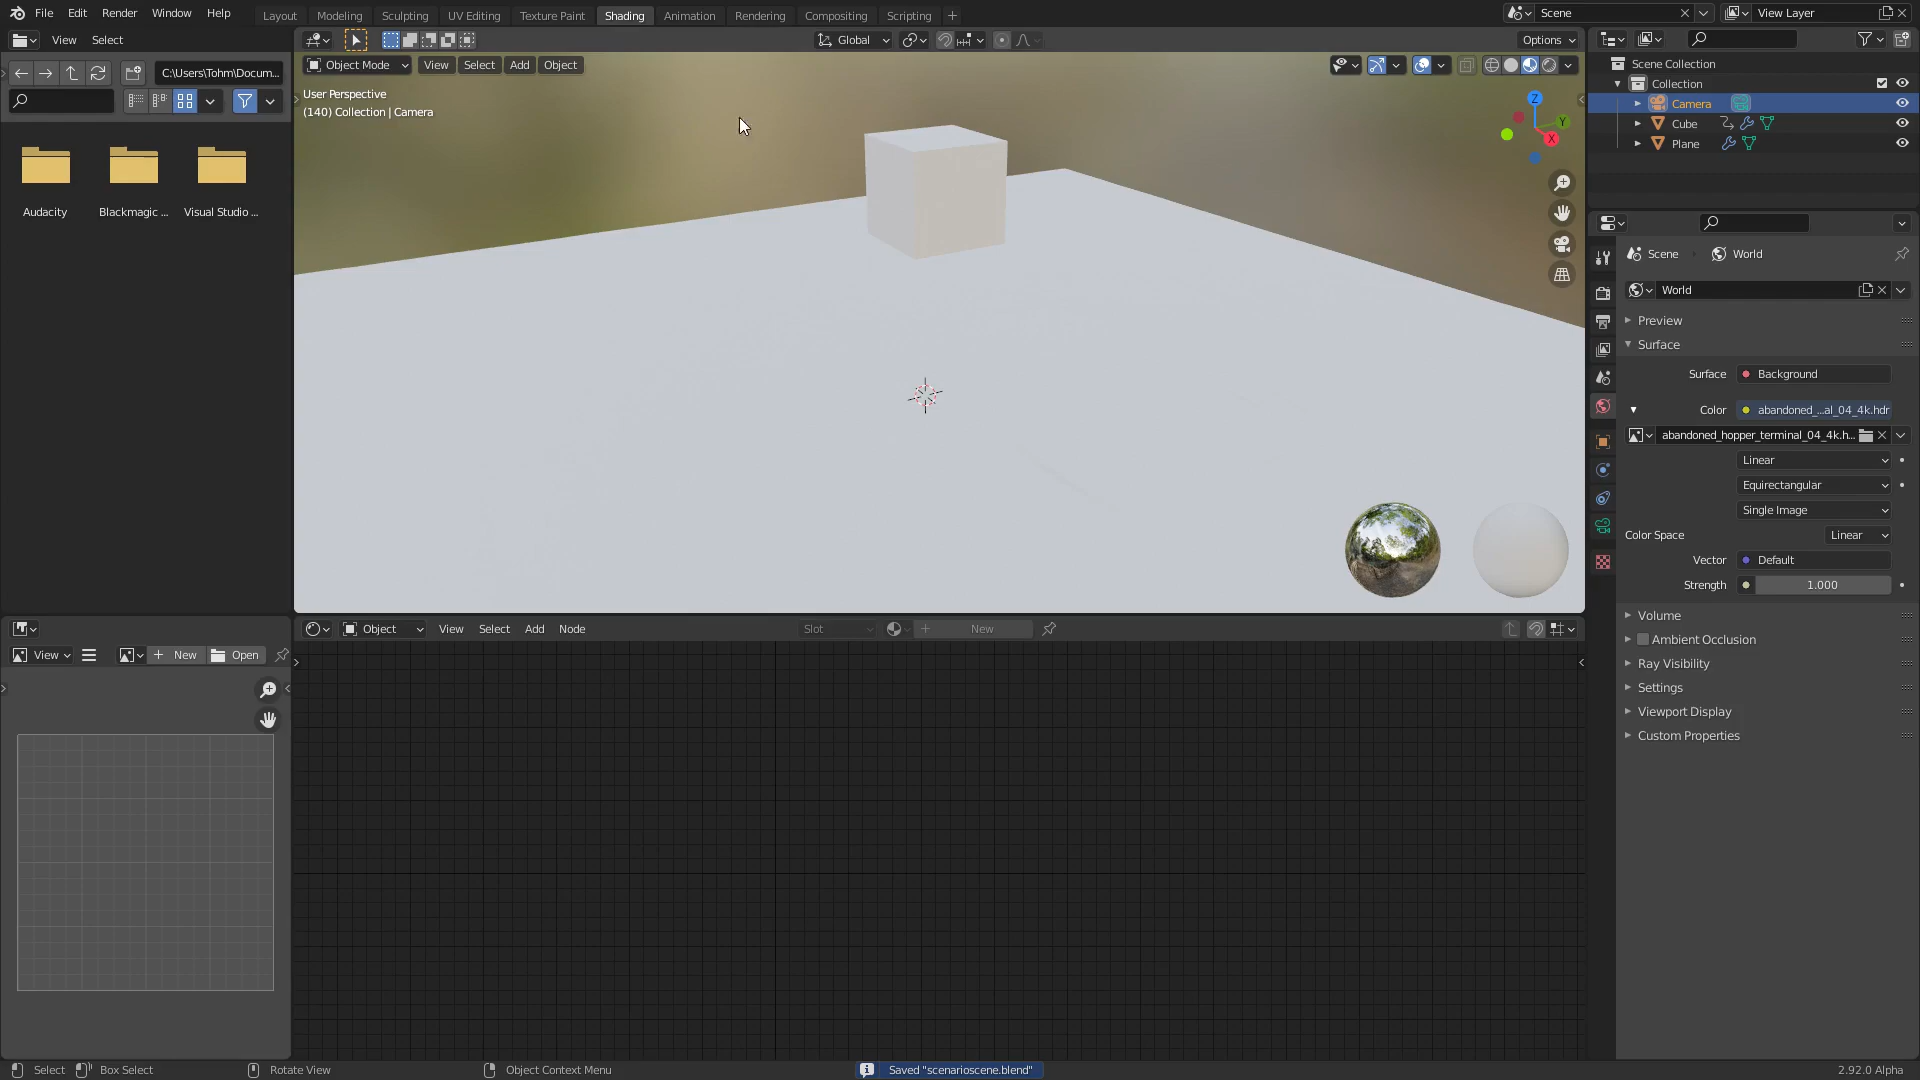 File Edit Render Window Help
Layout Modeling Sculpting UV Editing Texture Paint Shading Animation Rendering Compositing Scripting +
Scene
View Layer
View Select
Global
Options
C:\Users\Tohm\Docum...
Object Mode View Select Add Object
User Perspective
(140) Collection | Camera
Z
Y
X
Audacity
Blackmagic ...
Visual Studio ...
Scene Collection
Collection
Camera
Cube
Plane
Scene World
World
Preview
Surface
Surface Background
Color abandoned_...al_04_4k.hdr
abandoned_hopper_terminal_04_4k.h...
Linear
Equirectangular
Single Image
Color Space Linear
Vector Default
Strength 1.000
Volume
Ambient Occlusion
Ray Visibility
Settings
Viewport Display
Custom Properties
Object View Select Add Node
Slot
New
View
New
Open
Select
Box Select
Rotate View
Object Context Menu
Saved "scenarioscene.blend"
2.92.0 Alpha